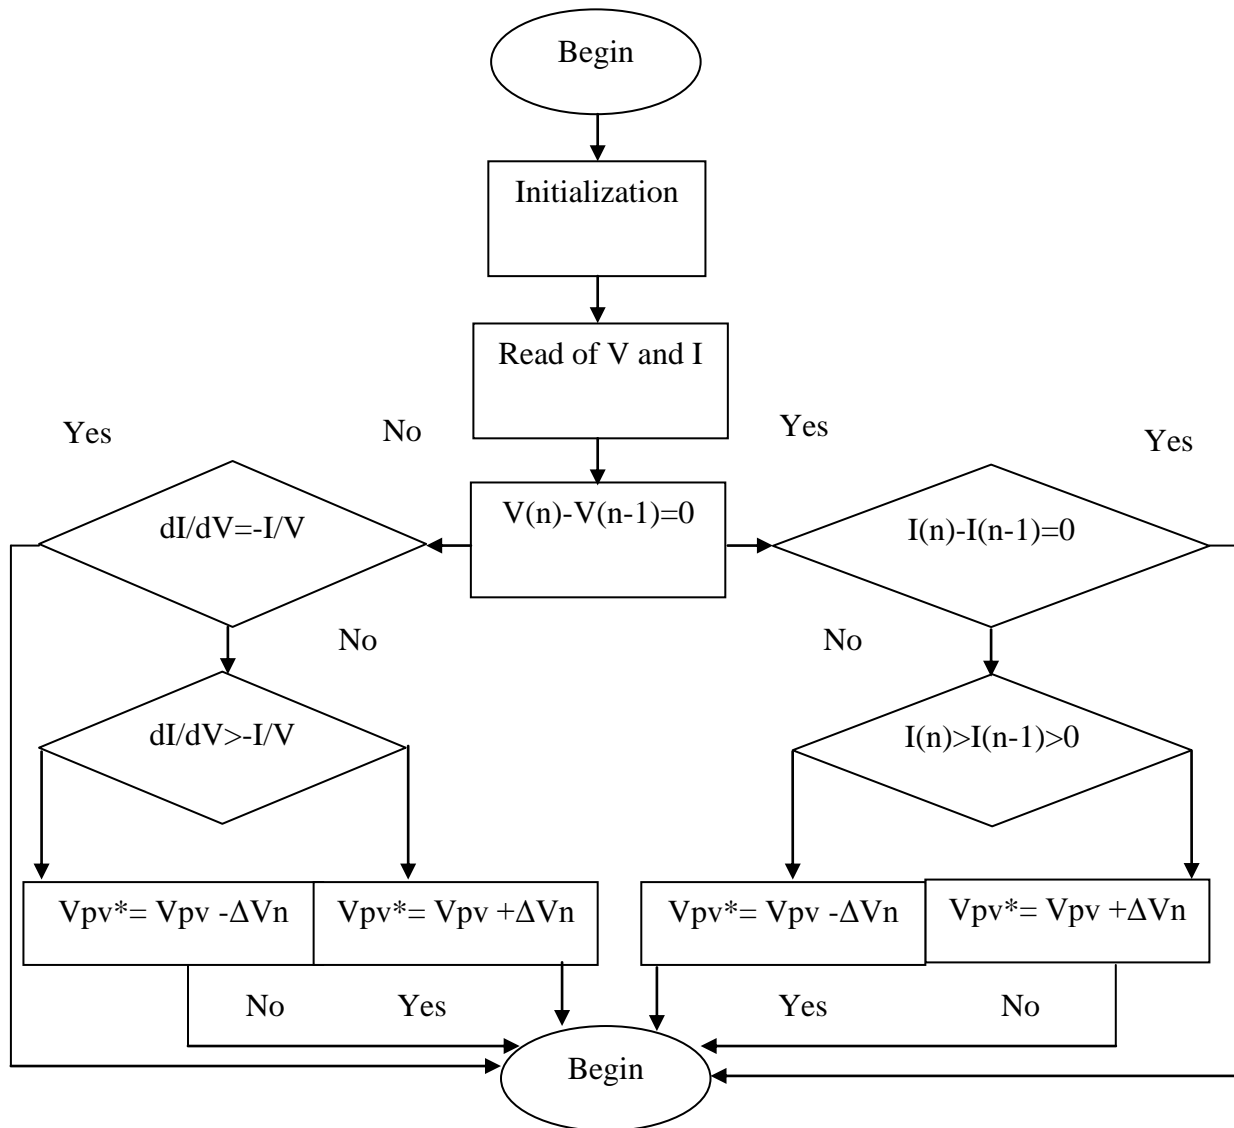 Begin
Initialization
Read of V and I
Yes
No
Yes
Yes
dI/dV=-I/V
V(n)-V(n-1)=0
I(n)-I(n-1)=0
No
No
dI/dV>-I/V
I(n)>I(n-1)>0
Vpv*= Vpv -ΔVn
Vpv*= Vpv +ΔVn
Vpv*= Vpv -ΔVn
Vpv*= Vpv +ΔVn
No
Yes
Yes
No
Begin